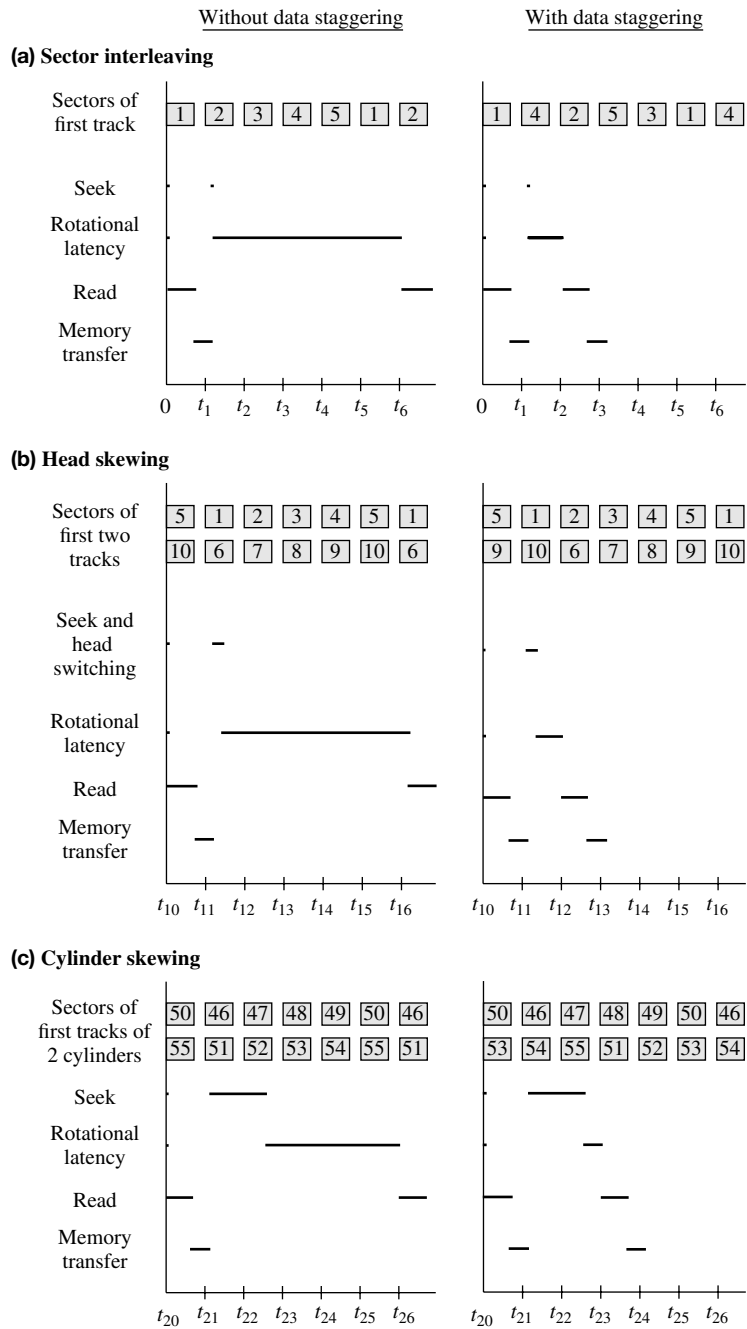 Without data staggering With data staggering
(a) Sector interleaving
Sectors of
first track
1 2 3 4 5 1 2
1 4 2 5 3 1 4
Seek
Rotational
latency
Read
Memory
transfer
0 t1 t2 t3 t4 t5 t6
0 t1 t2 t3 t4 t5 t6
(b) Head skewing
Sectors of
first two
tracks
5 1 2 3 4 5 1
10 6 7 8 9 10 6
5 1 2 3 4 5 1
9 10 6 7 8 9 10
Seek and
head
switching
Rotational
latency
Read
Memory
transfer
t10 t11 t12 t13 t14 t15 t16
t10 t11 t12 t13 t14 t15 t16
(c) Cylinder skewing
Sectors of
first tracks of
2 cylinders
50 46 47 48 49 50 46
55 51 52 53 54 55 51
50 46 47 48 49 50 46
53 54 55 51 52 53 54
Seek
Rotational
latency
Read
Memory
transfer
t20 t21 t22 t23 t24 t25 t26
t20 t21 t22 t23 t24 t25 t26